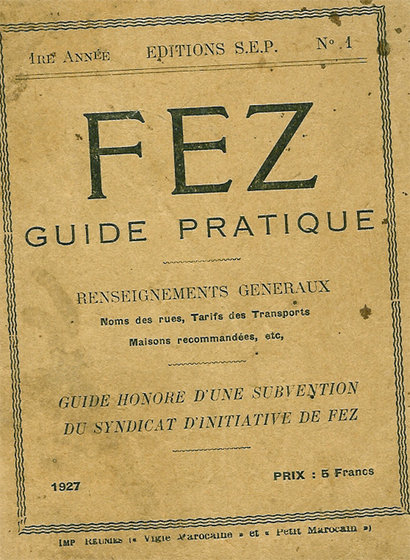 1RE ANNÉE EDITIONS S.E.P. No 1
FEZ
GUIDE PRATIQUE
RENSEIGNEMENTS GENERAUX
Noms des rues, Tarifs des Transports
Maisons recommandées, etc,
GUIDE HONORE D'UNE SUBVENTION
DU SYNDICAT D'INITIATIVE DE FEZ
1927 PRIX : 5 Francs
IMP REUNIES (« VIGIE MAROCAINE » ET « PETIT MAROCAIN »)